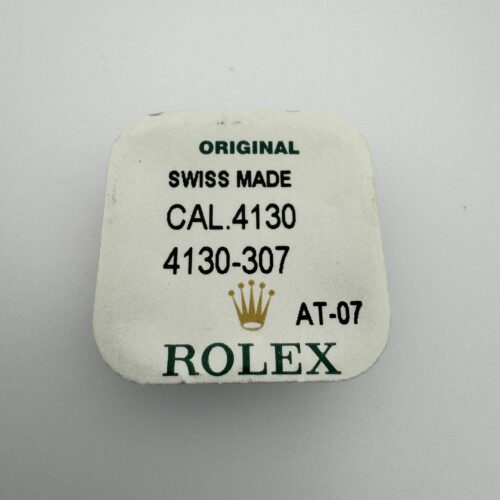 ORIGINAL
SWISS MADE
CAL.4130
4130-307
AT-07
ROLEX